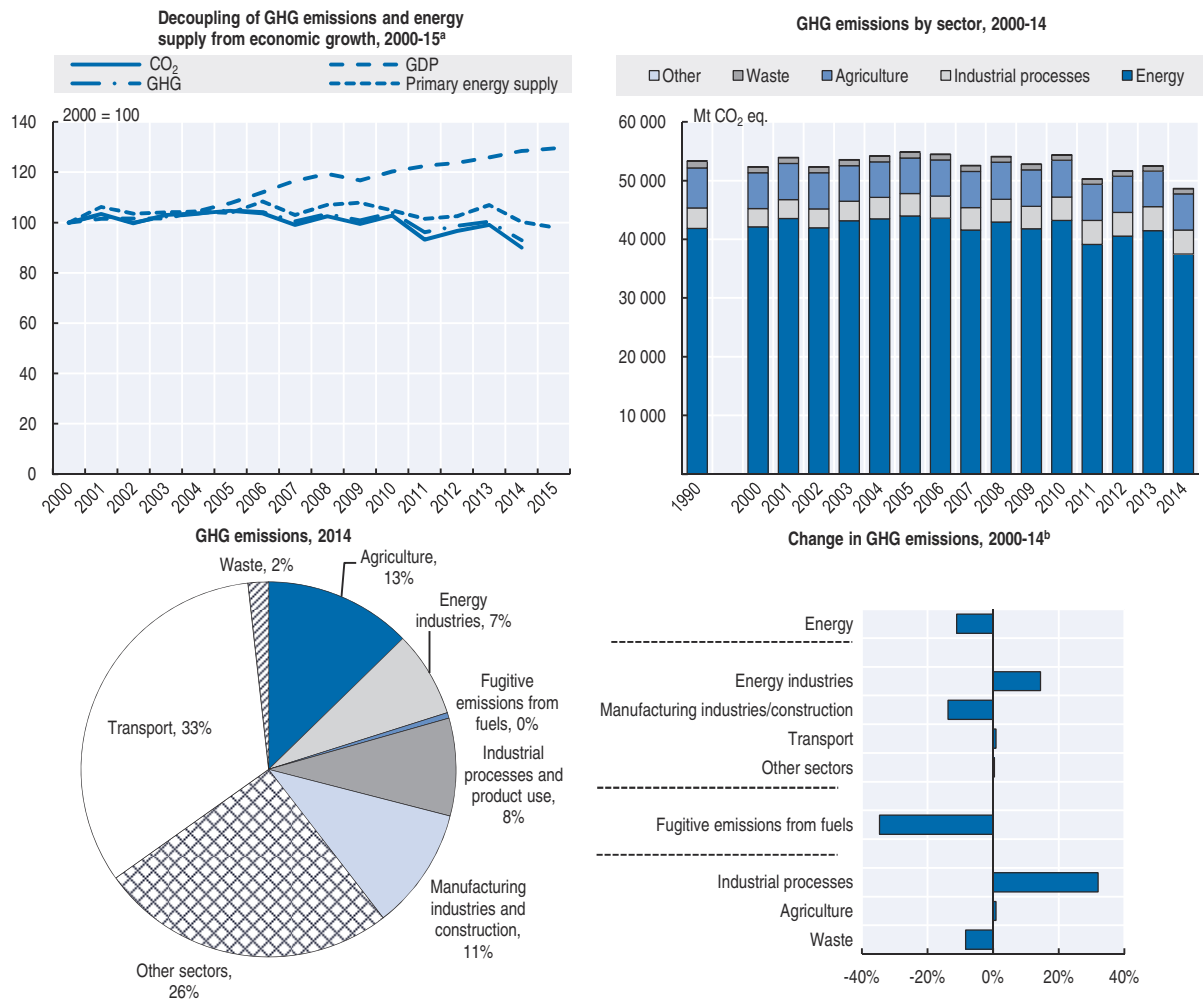 Decoupling of GHG emissions and energy
supply from economic growth, 2000-15ᵃ
CO₂
GDP
GHG
Primary energy supply
2000 = 100
140
120
100
80
60
40
20
0
2000
2001
2002
2003
2004
2005
2006
2007
2008
2009
2010
2011
2012
2013
2014
2015
GHG emissions by sector, 2000-14
Other
Waste
Agriculture
Industrial processes
Energy
Mt CO₂ eq.
60 000
50 000
40 000
30 000
20 000
10 000
1990
2000
2001
2002
2003
2004
2005
2006
2007
2008
2009
2010
2011
2012
2013
2014
GHG emissions, 2014
Waste, 2%
Agriculture,
13%
Energy
industries, 7%
Fugitive
emissions from
fuels, 0%
Industrial
processes and
product use,
8%
Manufacturing
industries and
construction,
11%
Other sectors,
26%
Transport, 33%
Change in GHG emissions, 2000-14ᵇ
Energy
Energy industries
Manufacturing industries/construction
Transport
Other sectors
Fugitive emissions from fuels
Industrial processes
Agriculture
Waste
-40%
-20%
0%
20%
40%